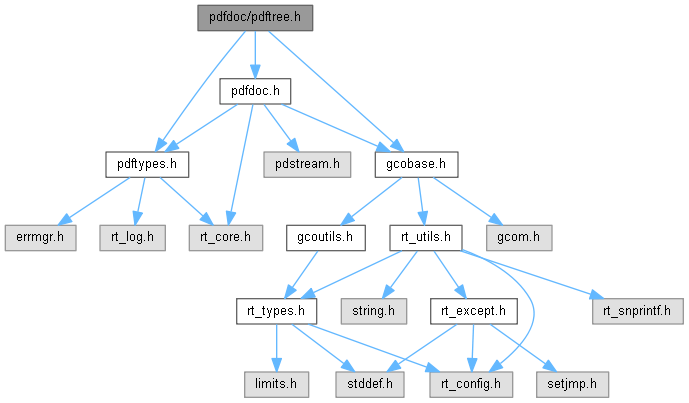 pdfdoc/pdftree.h
pdfdoc.h
pdftypes.h
pdstream.h
gcobase.h
errmgr.h
rt_log.h
rt_core.h
gcoutils.h
rt_utils.h
gcom.h
rt_types.h
string.h
rt_except.h
rt_snprintf.h
limits.h
stddef.h
rt_config.h
setjmp.h